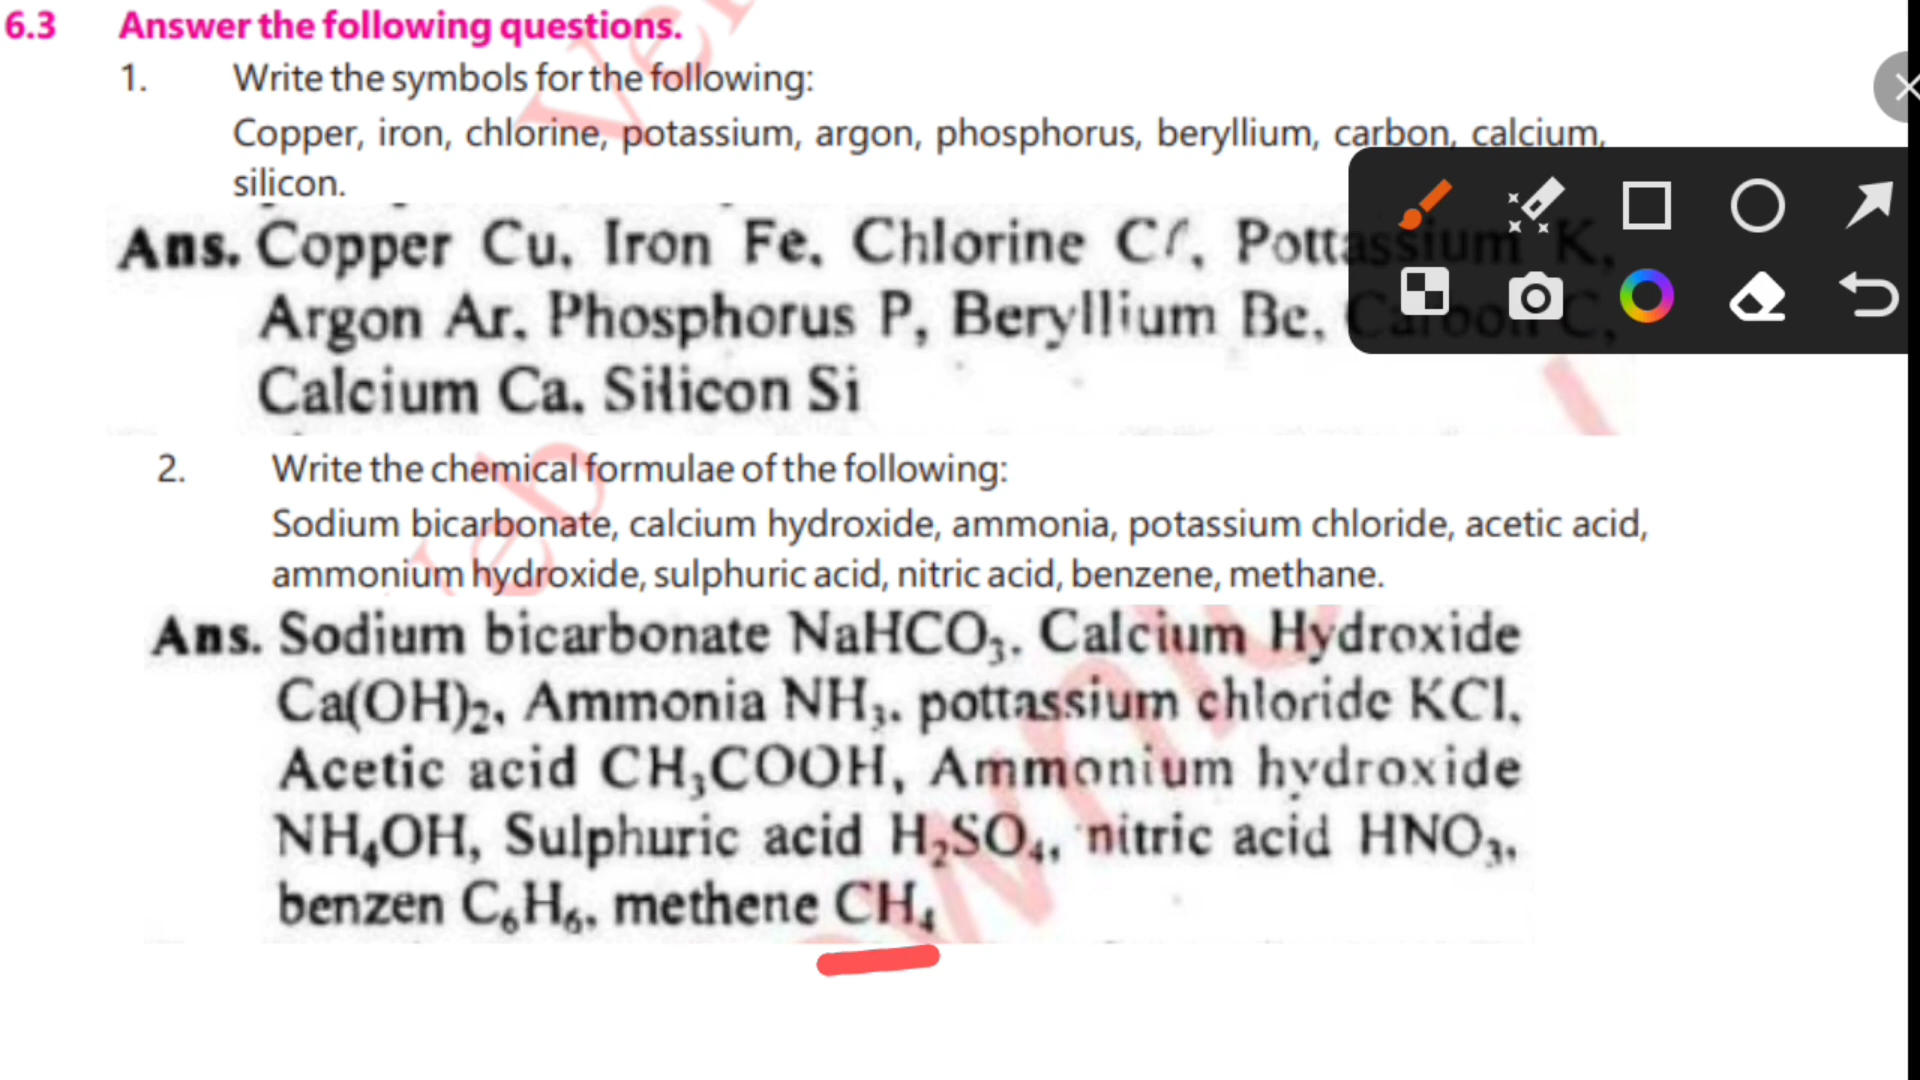 6.3 Answer the following questions.
1. Write the symbols for the following:
Copper, iron, chlorine, potassium, argon, phosphorus, beryllium, carbon, calcium,
silicon.
Ans. Copper Cu, Iron Fe, Chlorine Cl, Pottassium K,
Argon Ar, Phosphorus P, Beryllium Be, Carbon C,
Calcium Ca, Silicon Si
2. Write the chemical formulae of the following:
Sodium bicarbonate, calcium hydroxide, ammonia, potassium chloride, acetic acid,
ammonium hydroxide, sulphuric acid, nitric acid, benzene, methane.
Ans. Sodium bicarbonate NaHCO₃, Calcium Hydroxide
Ca(OH)₂, Ammonia NH₃, pottassium chloride KCl,
Acetic acid CH₃COOH, Ammonium hydroxide
NH₄OH, Sulphuric acid H₂SO₄, nitric acid HNO₃,
benzen C₆H₆, methene CH₄